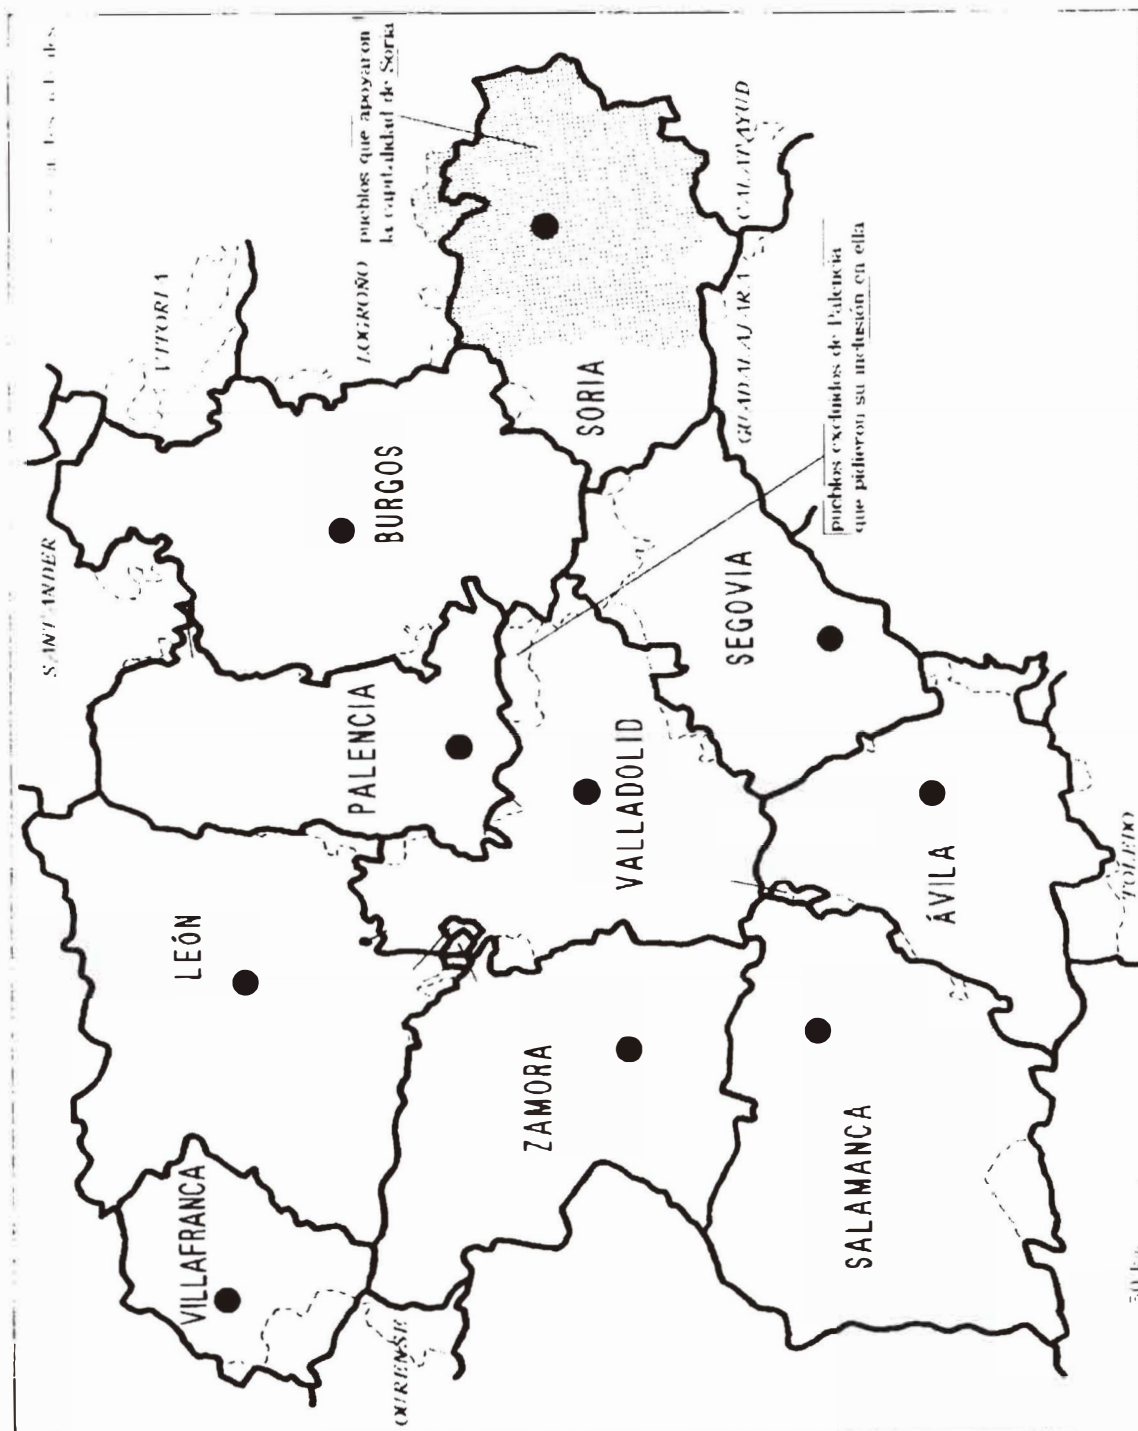 pueblos que apoyaron
la capitalidad de Soria
SANTANDER
VITORIA
LOGROÑO
CALATAYUD
GUADALAJARA
TOLEDO
OURENSE
VILLAFRANCA
LEÓN
PALENCIA
BURGOS
SORIA
ZAMORA
VALLADOLID
SEGOVIA
SALAMANCA
ÁVILA
pueblos excluidos de Palencia
que pidieron su inclusión en ella
50